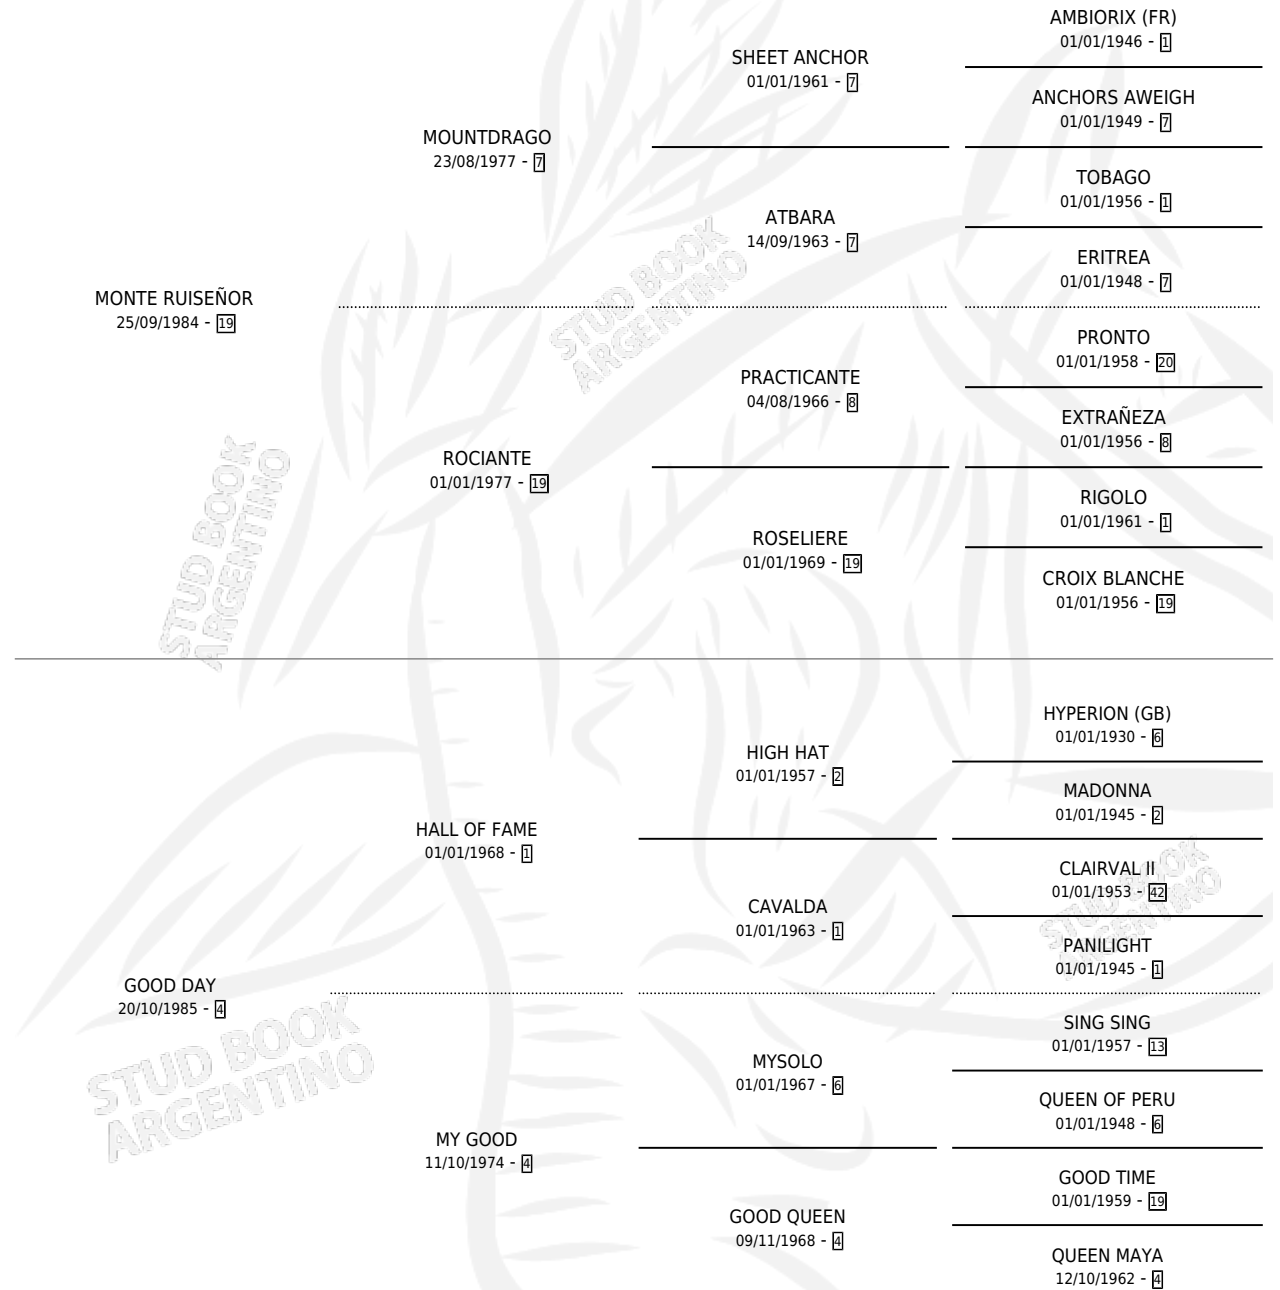 AMBIORIX (FR)
01/01/1946 - 1
SHEET ANCHOR
01/01/1961 - 7
ANCHORS AWEIGH
01/01/1949 - 7
MOUNTDRAGO
23/08/1977 - 7
TOBAGO
01/01/1956 - 1
ATBARA
14/09/1963 - 7
ERITREA
01/01/1948 - 7
MONTE RUISEÑOR
25/09/1984 - 19
PRONTO
01/01/1958 - 20
PRACTICANTE
04/08/1966 - 8
EXTRAÑEZA
01/01/1956 - 8
ROCIANTE
01/01/1977 - 19
RIGOLO
01/01/1961 - 1
ROSELIERE
01/01/1969 - 19
CROIX BLANCHE
01/01/1956 - 19
HYPERION (GB)
01/01/1930 - 6
HIGH HAT
01/01/1957 - 2
MADONNA
01/01/1945 - 2
HALL OF FAME
01/01/1968 - 1
CLAIRVAL II
01/01/1953 - 42
CAVALDA
01/01/1963 - 1
PANILIGHT
01/01/1945 - 1
GOOD DAY
20/10/1985 - 4
SING SING
01/01/1957 - 13
MYSOLO
01/01/1967 - 6
QUEEN OF PERU
01/01/1948 - 6
MY GOOD
11/10/1974 - 4
GOOD TIME
01/01/1959 - 19
GOOD QUEEN
09/11/1968 - 4
QUEEN MAYA
12/10/1962 - 4
STUD BOOK
ARGENTINO
STUD BOOK
ARGENTINO
STUD BOOK
ARGENTINO
STUD BOOK
ARGENTINO